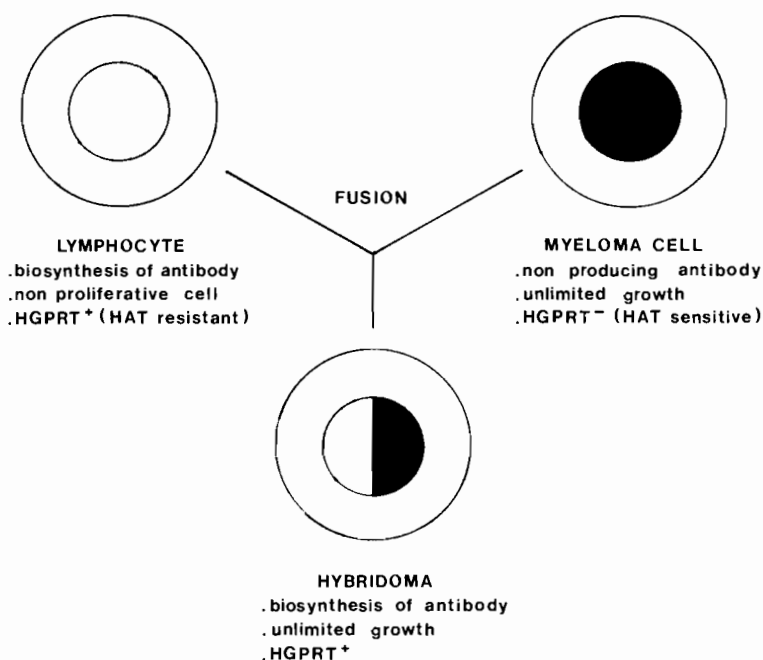 FUSION
LYMPHOCYTE
.biosynthesis of antibody
.non proliferative cell
.HGPRT+ (HAT resistant)
MYELOMA CELL
.non producing antibody
.unlimited growth
.HGPRT− (HAT sensitive)
HYBRIDOMA
.biosynthesis of antibody
.unlimited growth
.HGPRT+